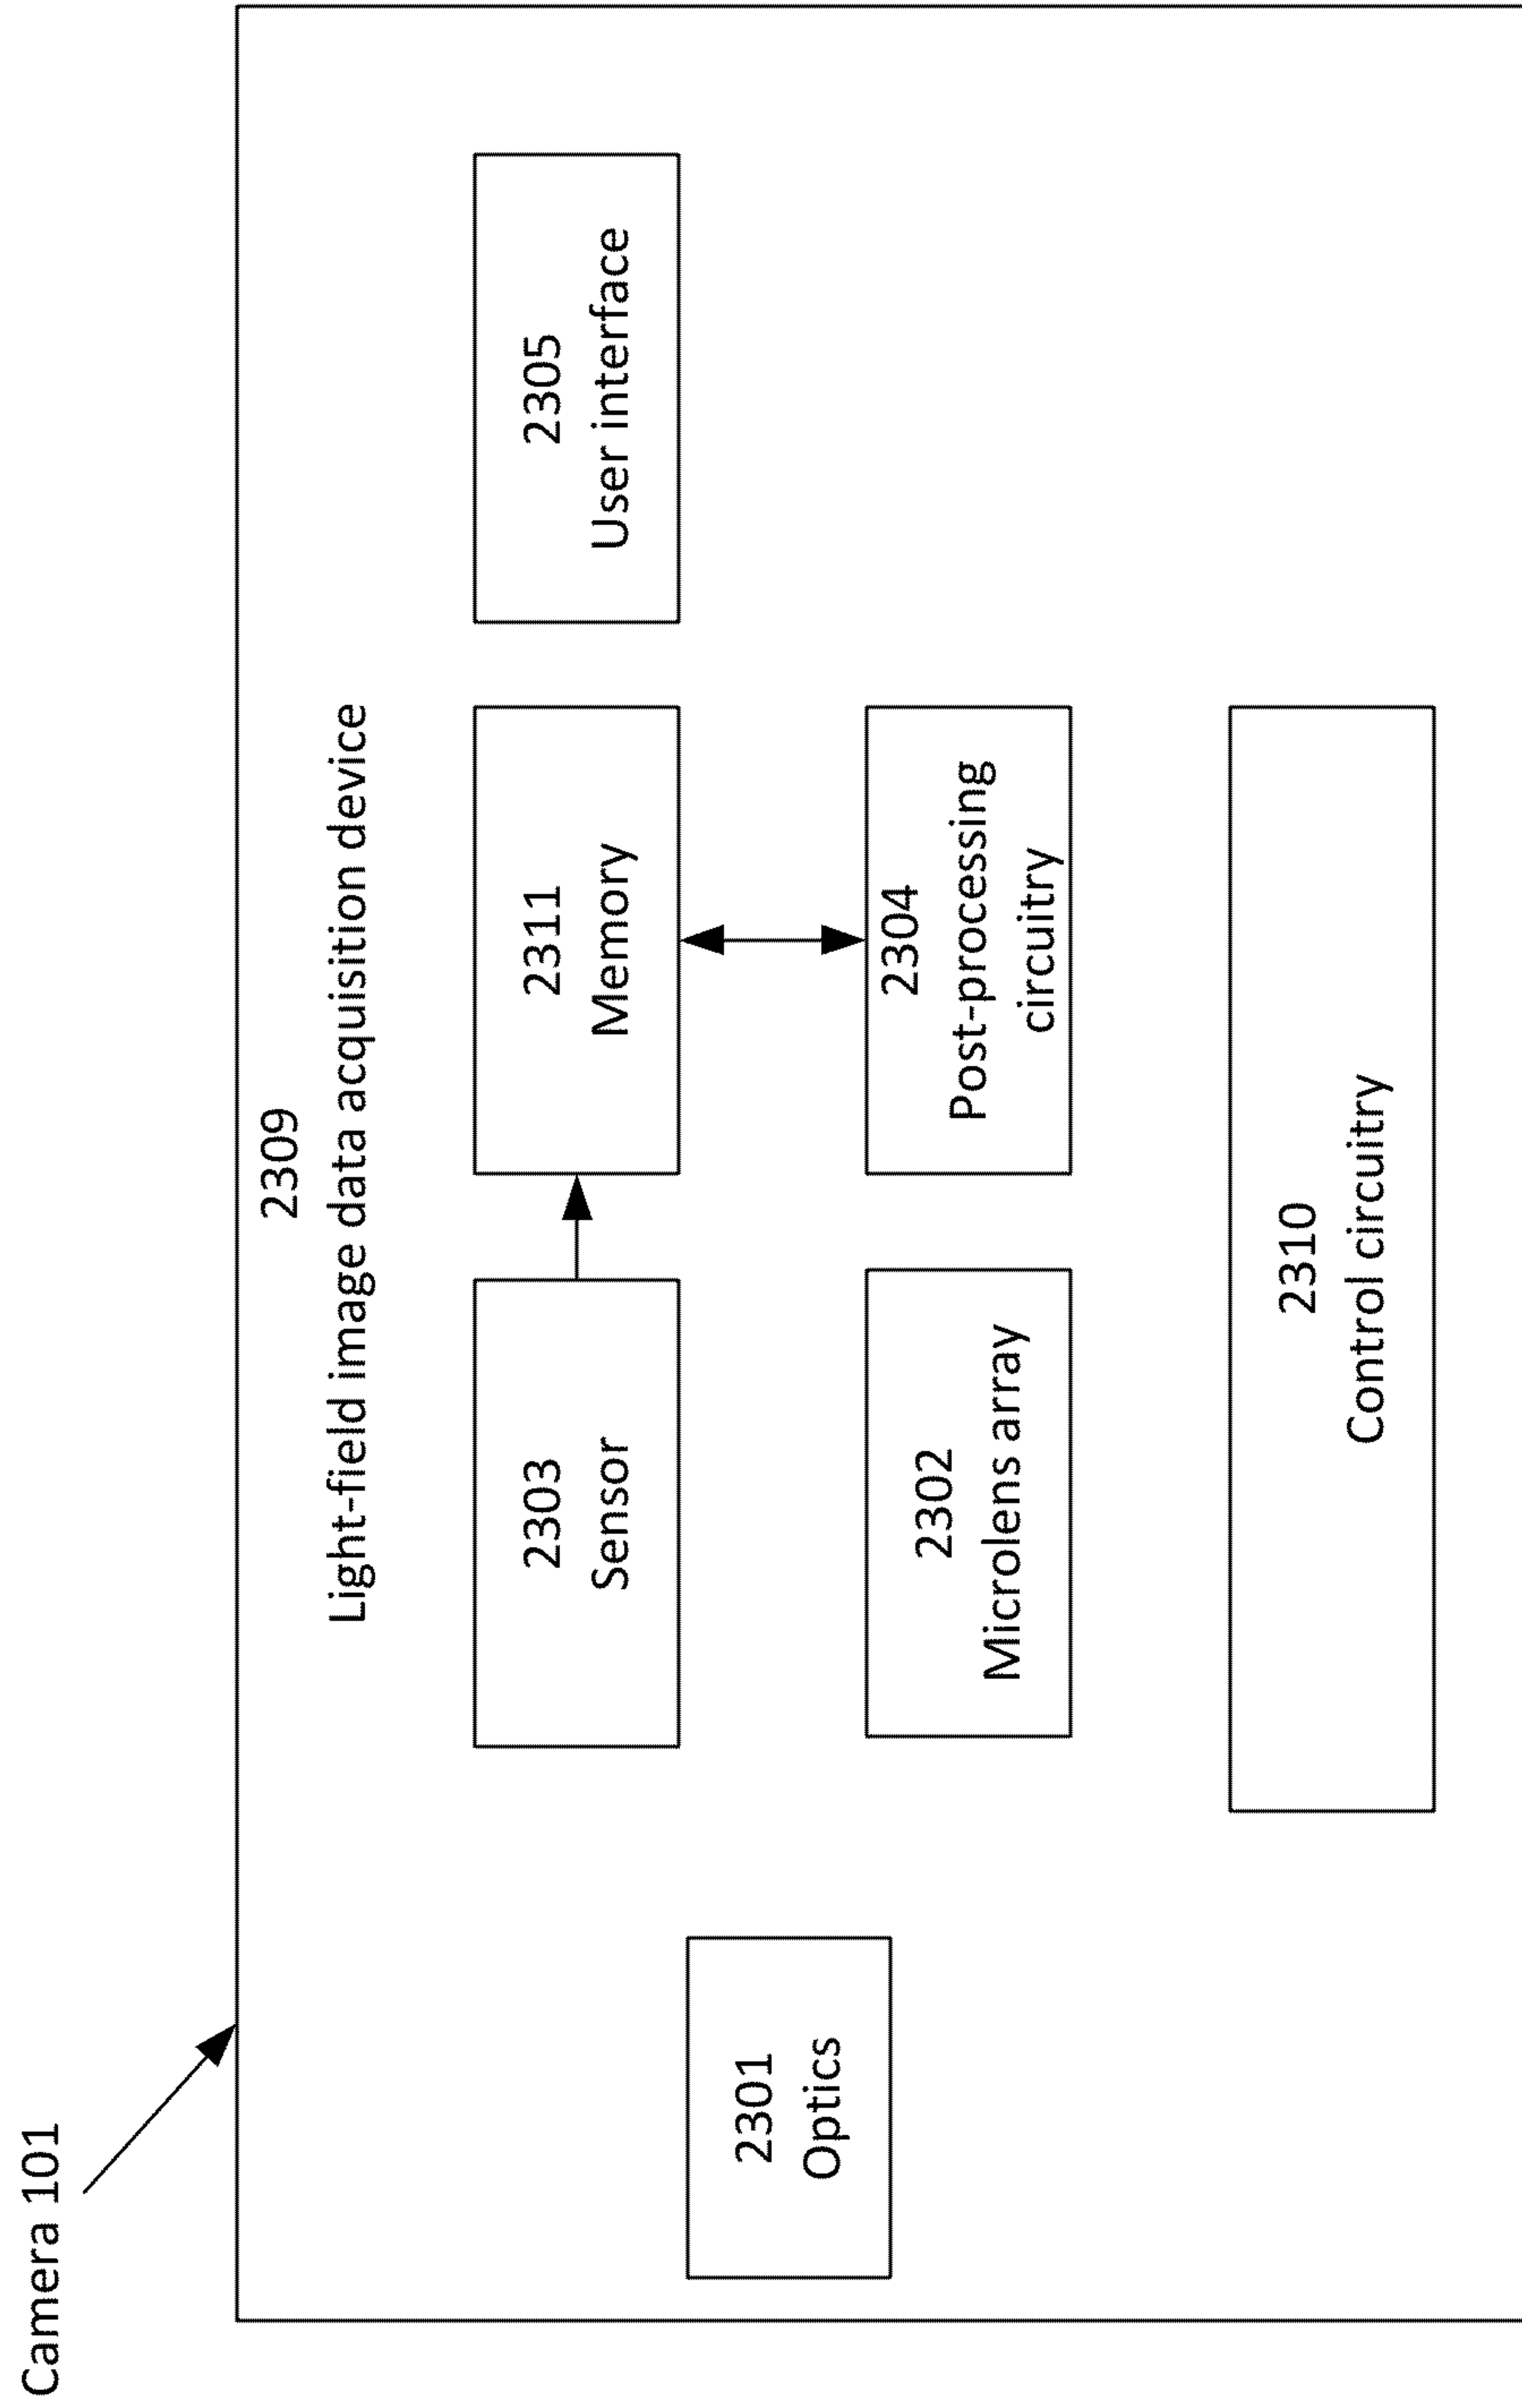 Camera 101
2309
Light-field image data acquisition device
2303
Sensor
2311
Memory
2305
User interface
2301
Optics
2302
Microlens array
2304
Post-processing
circuitry
2310
Control circuitry